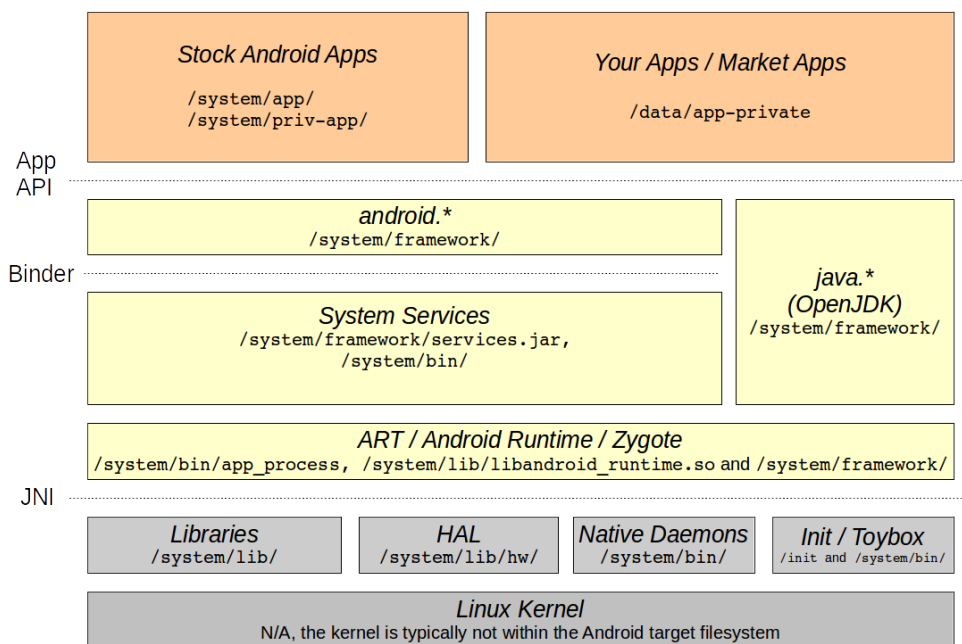 Stock Android Apps
/system/app/
/system/priv-app/
Your Apps / Market Apps
/data/app-private
App
API
android.*
/system/framework/
Binder
System Services
/system/framework/services.jar,
/system/bin/
java.*
(OpenJDK)
/system/framework/
ART / Android Runtime / Zygote
/system/bin/app_process, /system/lib/libandroid_runtime.so and /system/framework/
JNI
Libraries
/system/lib/
HAL
/system/lib/hw/
Native Daemons
/system/bin/
Init / Toybox
/init and /system/bin/
Linux Kernel
N/A, the kernel is typically not within the Android target filesystem